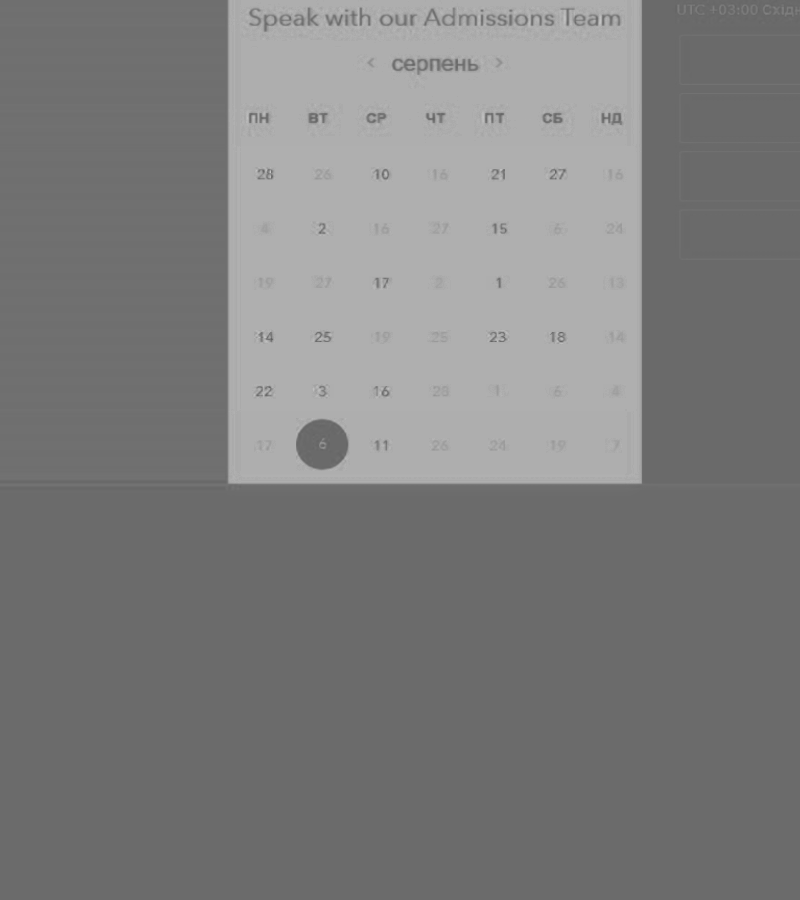 Speak with our Admissions Team
UTC +03:00 Східн
< серпень >
ПН ВТ СР ЧТ ПТ СБ НД
28 26 10 16 21 27 16
4 2 16 27 15 6 24
19 27 17 2 1 26 13
14 25 19 25 23 18 14
22 3 16 20 1 6 4
17 6 11 26 24 19 7